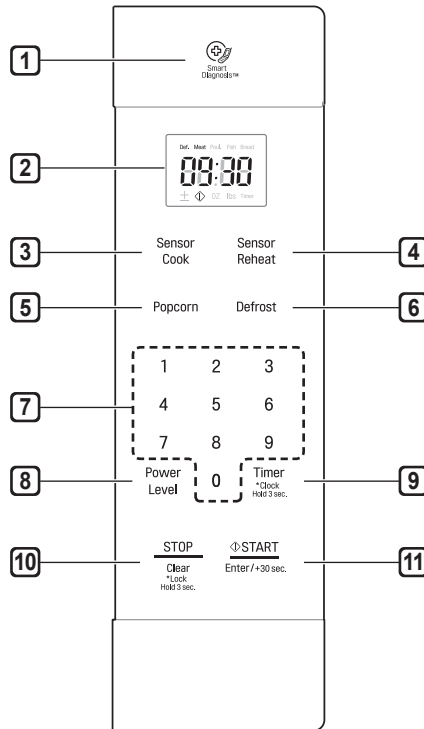 1
Smart
Diagnosis™
2
Def. Meat Poul. Fish Bread
09:30
± OZ lbs Timer
3
Sensor
Cook
Sensor
Reheat
4
5
Popcorn
Defrost
6
7
1 2 3
4 5 6
7 8 9
8
Power
Level
0
Timer
*Clock
Hold 3 sec.
9
10
STOP
Clear
*Lock
Hold 3 sec.
START
Enter/+30 sec.
11